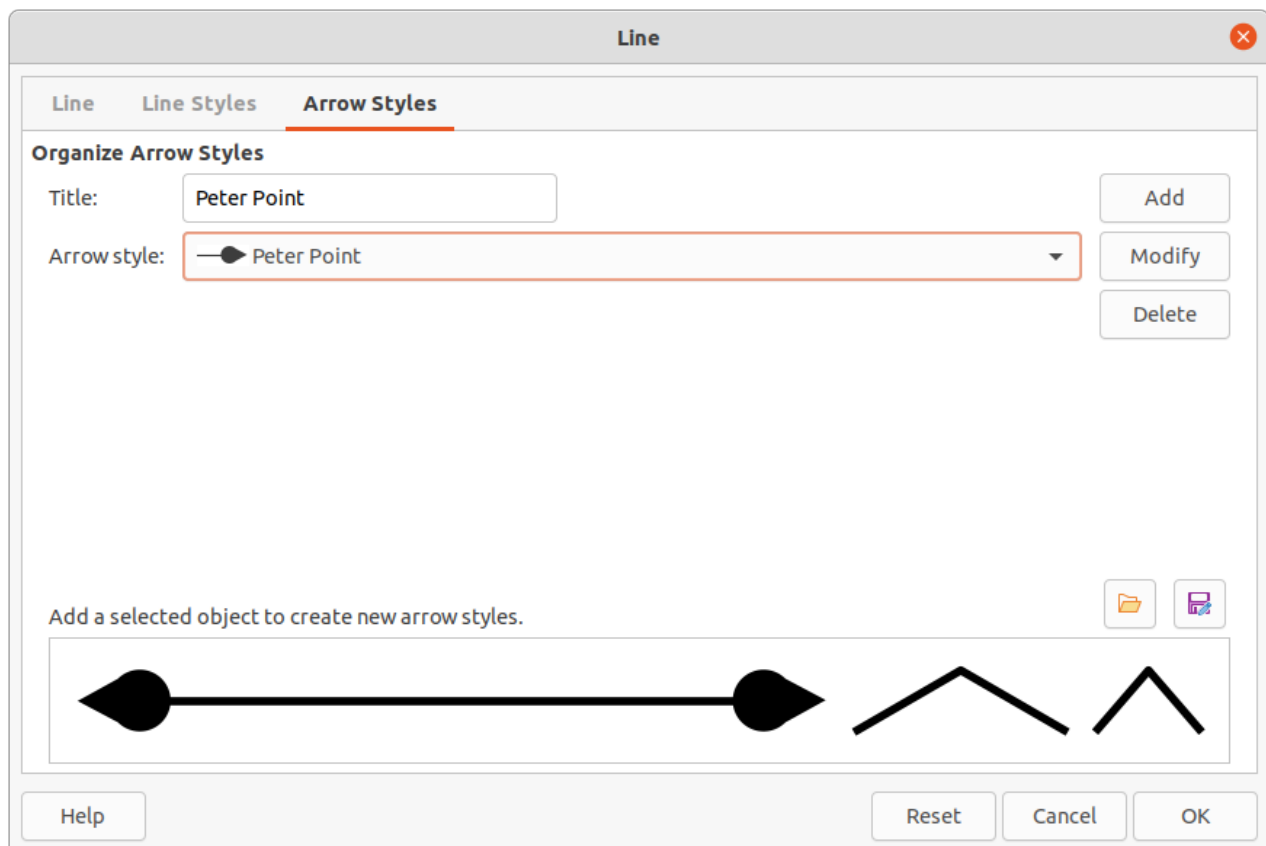 Line
Line Line Styles Arrow Styles
Organize Arrow Styles
Title: Peter Point Add
Arrow style: Peter Point Modify
Delete
Add a selected object to create new arrow styles.
Help Reset Cancel OK